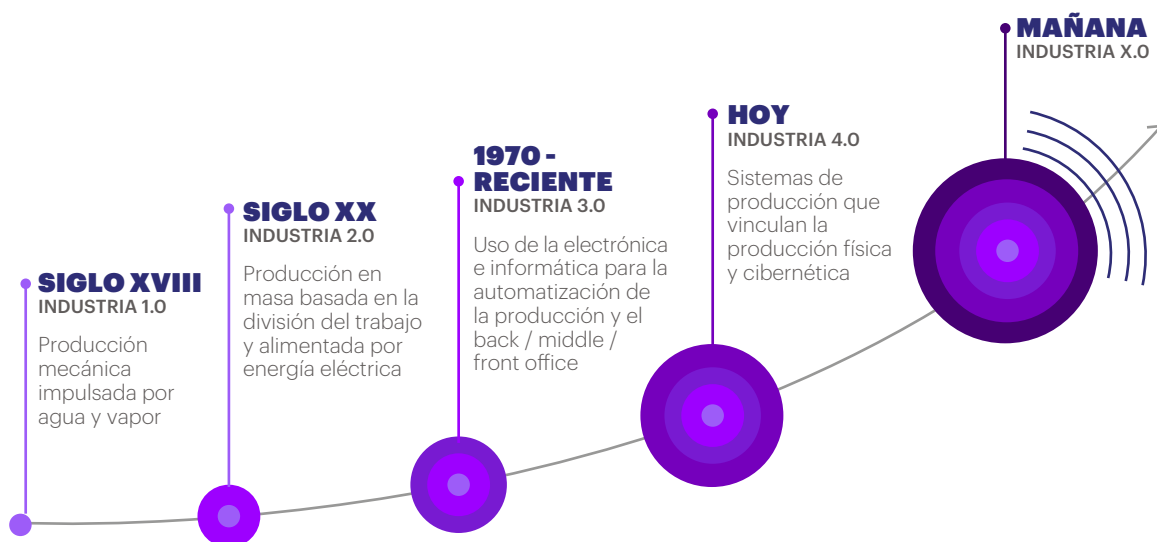 SIGLO XVIII
INDUSTRIA 1.0
Producción
mecánica
impulsada por
agua y vapor
SIGLO XX
INDUSTRIA 2.0
Producción en
masa basada en la
división del trabajo
y alimentada por
energía eléctrica
1970 -
RECIENTE
INDUSTRIA 3.0
Uso de la electrónica
e informática para la
automatización de
la producción y el
back / middle /
front office
HOY
INDUSTRIA 4.0
Sistemas de
producción que
vinculan la
producción física
y cibernética
MAÑANA
INDUSTRIA X.0